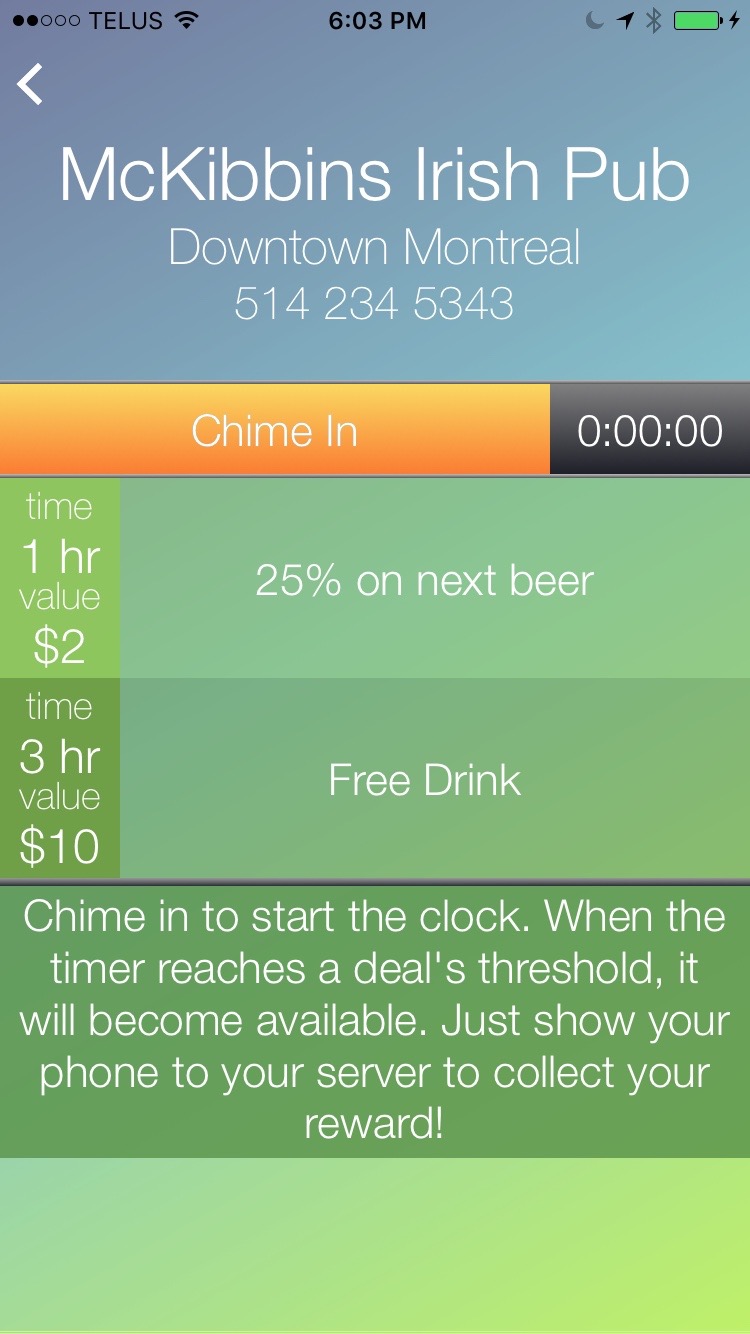 TELUS 6:03 PM
McKibbins Irish Pub
Downtown Montreal
514 234 5343
Chime In 0:00:00
time
1 hr
value
$2
25% on next beer
time
3 hr
value
$10
Free Drink
Chime in to start the clock. When the
timer reaches a deal's threshold, it
will become available. Just show your
phone to your server to collect your
reward!